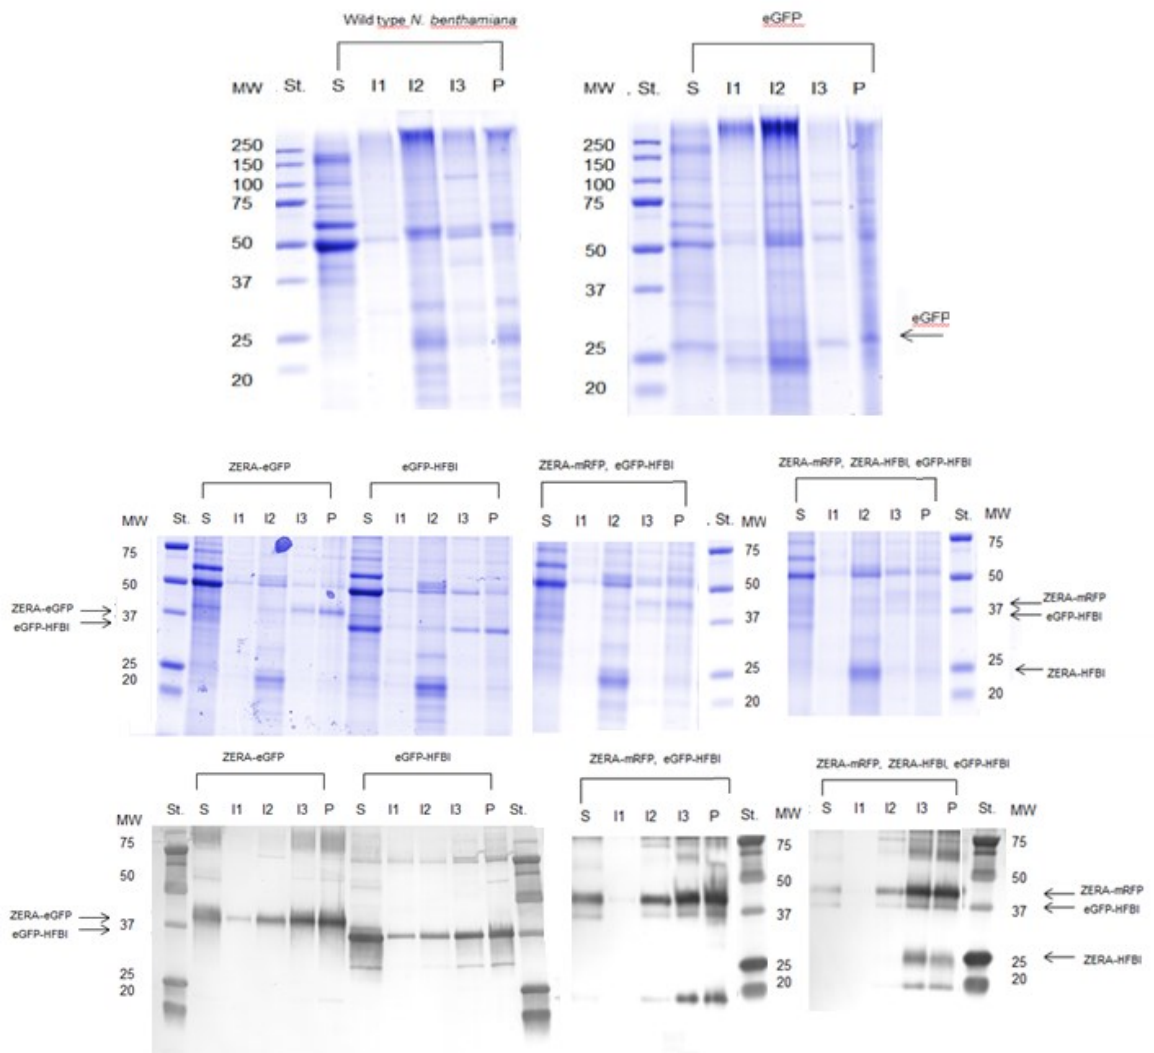 Wild type N. benthamiana
MW St. S I1 I2 I3 P
250
150
100
75
50
37
25
20
eGFP
MW . St. S I1 I2 I3 P
250
150
100
75
50
37
25
20
eGFP
ZERA-eGFP eGFP-HFBI
MW St. S I1 I2 I3 P S I1 I2 I3 P
75
50
37
25
20
ZERA-eGFP
eGFP-HFBI
ZERA-mRFP, eGFP-HFBI
S I1 I2 I3 P . St. MW
75
50
37
25
20
ZERA-mRFP, ZERA-HFBI, eGFP-HFBI
S I1 I2 I3 P St. MW
75
50
37
25
20
ZERA-mRFP
eGFP-HFBI
ZERA-HFBI
ZERA-eGFP eGFP-HFBI
MW St. S I1 I2 I3 P S I1 I2 I3 P St.
75
50
37
25
20
ZERA-eGFP
eGFP-HFBI
ZERA-mRFP, eGFP-HFBI
S I1 I2 I3 P St. MW
75
50
37
25
20
ZERA-mRFP, ZERA-HFBI, eGFP-HFBI
S I1 I2 I3 P St. MW
75
50
37
25
20
ZERA-mRFP
eGFP-HFBI
ZERA-HFBI